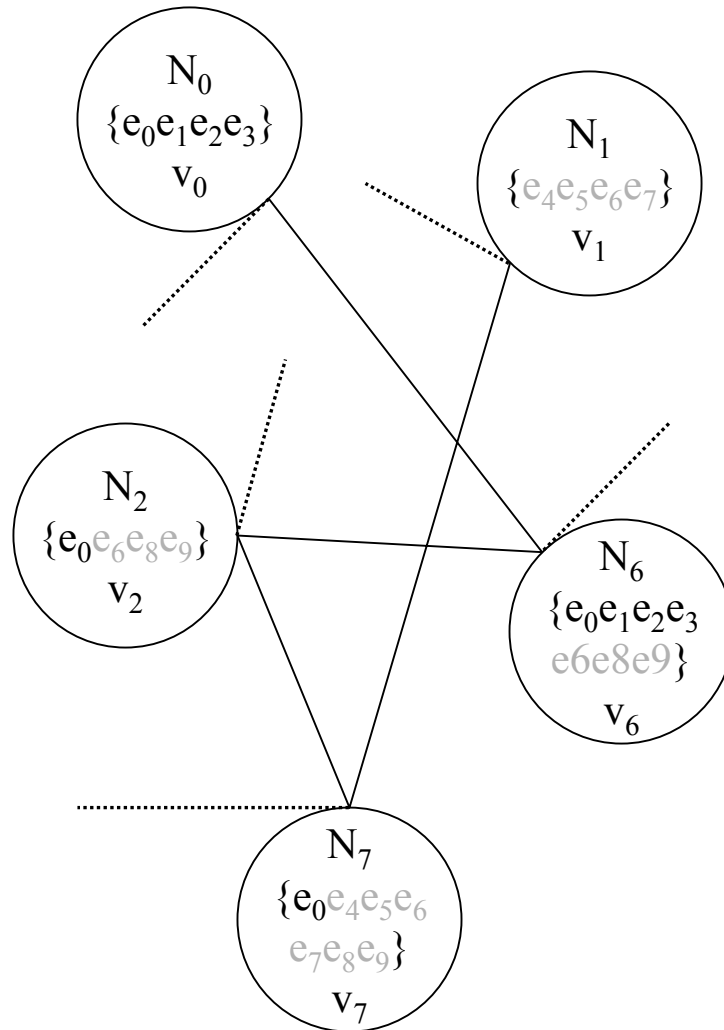 N₀
{e₀e₁e₂e₃}
v₀
N₁
{e₄e₅e₆e₇}
v₁
N₂
{e₀e₆e₈e₉}
v₂
N₆
{e₀e₁e₂e₃
e6e8e9}
v₆
N₇
{e₀e₄e₅e₆
e₇e₈e₉}
v₇